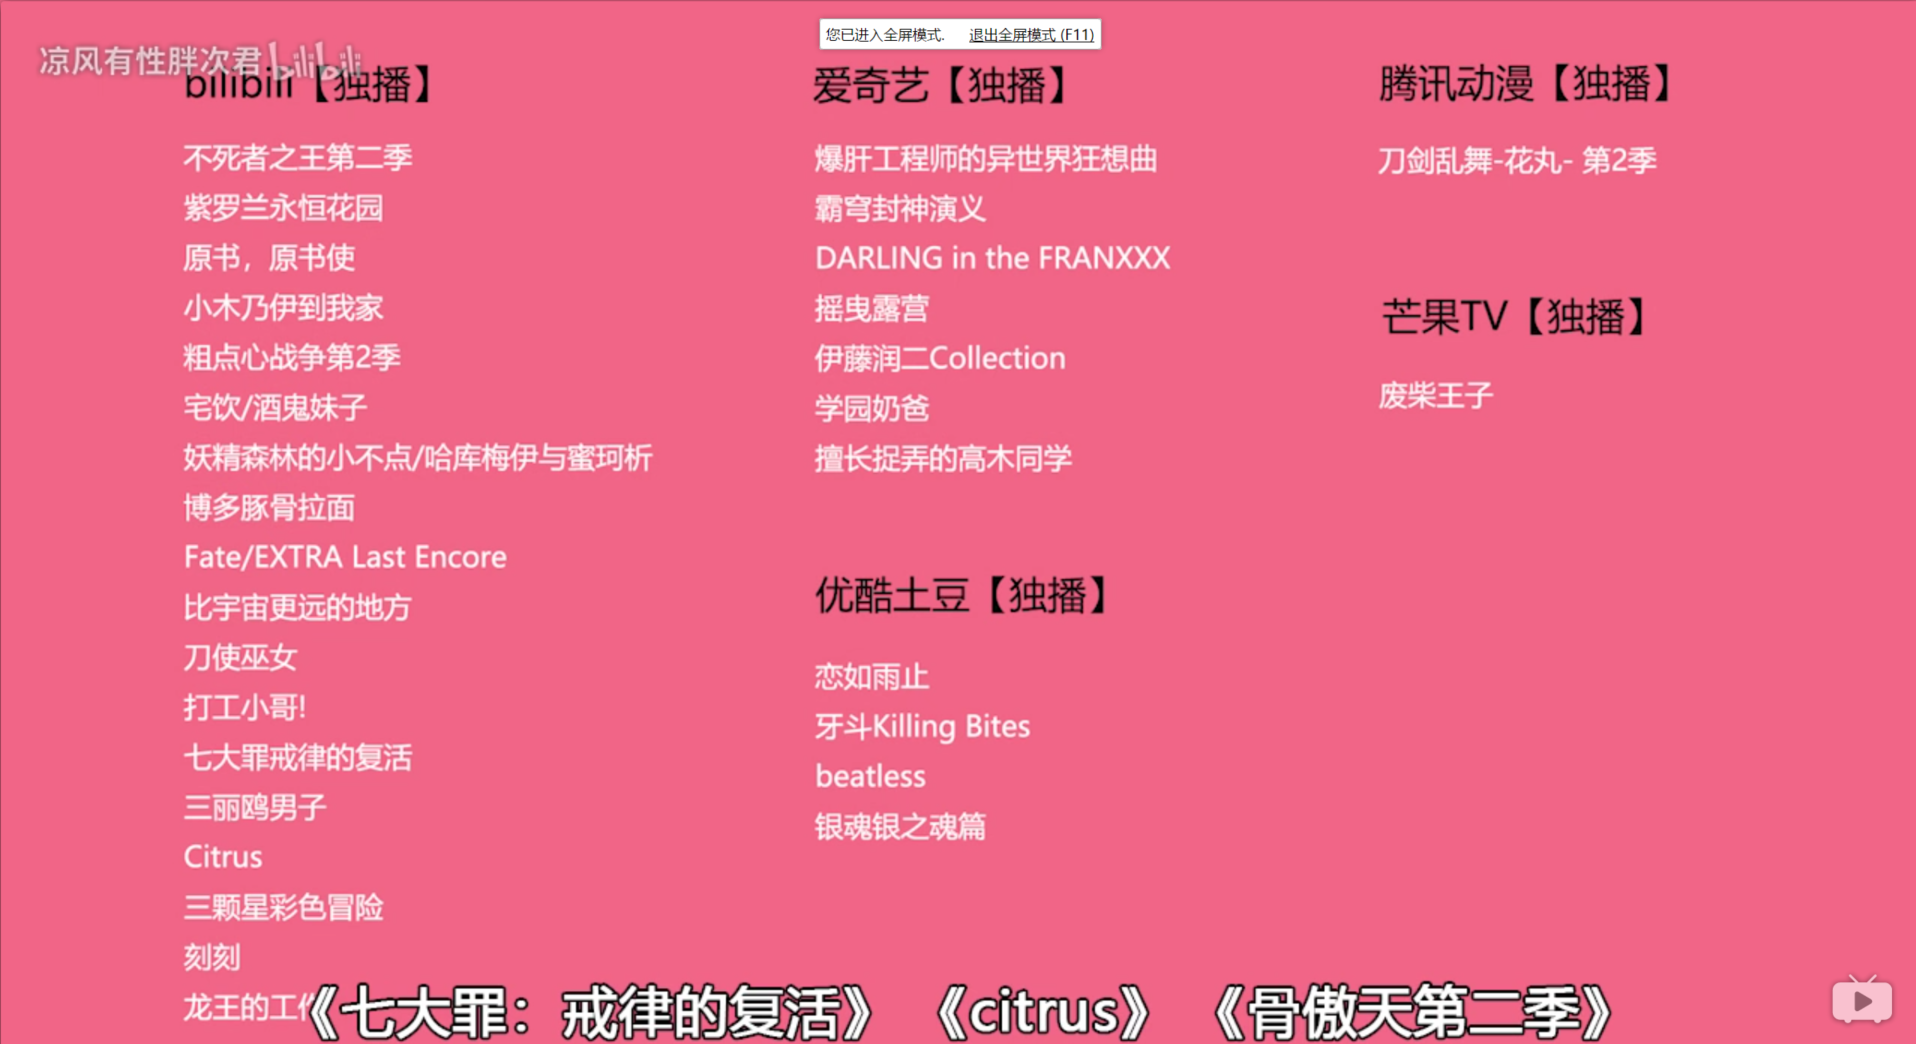 您已进入全屏模式. 退出全屏模式 (F11)
凉风有性胖次君 bilibili
bilibili【独播】
不死者之王第二季
紫罗兰永恒花园
原书，原书使
小木乃伊到我家
粗点心战争第2季
宅饮/酒鬼妹子
妖精森林的小不点/哈库梅伊与蜜珂析
博多豚骨拉面
Fate/EXTRA Last Encore
比宇宙更远的地方
刀使巫女
打工小哥!
七大罪戒律的复活
三丽鸥男子
Citrus
三颗星彩色冒险
刻刻
龙王的工作
爱奇艺【独播】
爆肝工程师的异世界狂想曲
霸穹封神演义
DARLING in the FRANXXX
摇曳露营
伊藤润二Collection
学园奶爸
擅长捉弄的高木同学
优酷土豆【独播】
恋如雨止
牙斗Killing Bites
beatless
银魂银之魂篇
腾讯动漫【独播】
刀剑乱舞-花丸- 第2季
芒果TV【独播】
废柴王子
《七大罪：戒律的复活》 《citrus》 《骨傲天第二季》